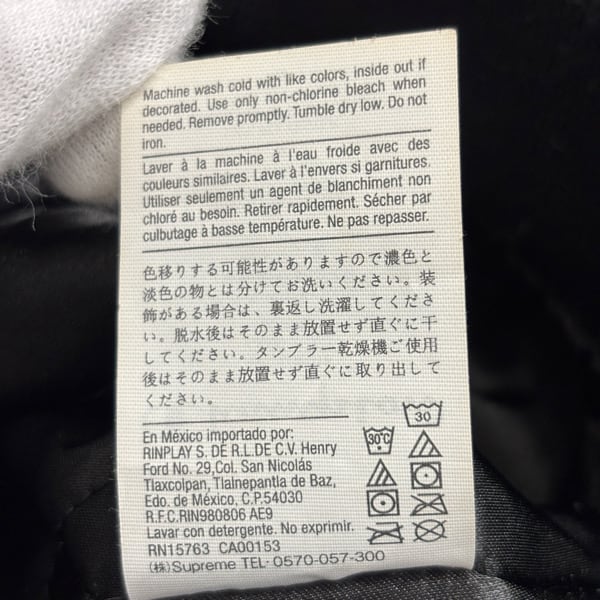 Machine wash cold with like colors, inside out if
decorated. Use only non-chlorine bleach when
needed. Remove promptly. Tumble dry low. Do not
iron.
Laver à la machine à l'eau froide avec des
couleurs similaires. Laver à l'envers si garnitures.
Utiliser seulement un agent de blanchiment non
chloré au besoin. Retirer rapidement. Sécher par
culbutage à basse température. Ne pas repasser.
色移りする可能性がありますので濃色と
淡色の物とは分けてお洗いください。装
飾がある場合は、裏返し洗濯してくださ
い。脱水後はそのまま放置せず直ぐに干
してください。タンブラー乾燥機ご使用
後はそのまま放置せず直ぐに取り出して
ください。
En México importado por:
RINPLAY S. DE R.L.DE C.V. Henry
Ford No. 29,Col. San Nicolás
Tlaxcolpan, Tlalnepantla de Baz,
Edo. de México, C.P.54030
R.F.C.RIN980806 AE9
Lavar con detergente. No exprimir.
RN15763 CA00153
(株)Supreme TEL: 0570-057-300
30
30°C